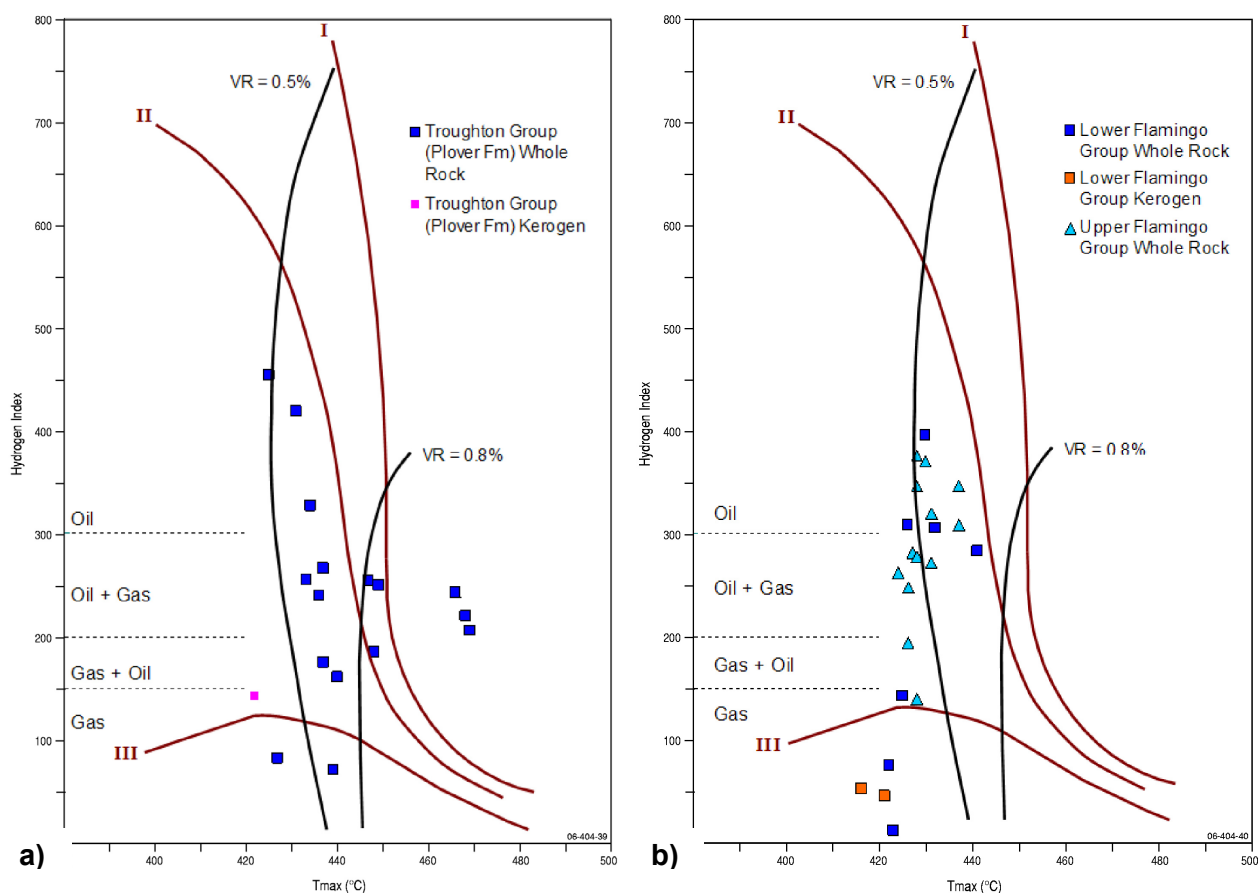 800
700
600
500
400
300
200
100
Hydrogen Index
I
II
III
VR = 0.5%
VR = 0.8%
Troughton Group
(Plover Fm) Whole
Rock
Troughton Group
(Plover Fm) Kerogen
Oil
Oil + Gas
Gas + Oil
Gas
06-404-39
400
420
440
460
480
500
Tmax (°C)
a)
800
700
600
500
400
300
200
100
Hydrogen Index
I
II
III
VR = 0.5%
VR = 0.8%
Lower Flamingo
Group Whole Rock
Lower Flamingo
Group Kerogen
Upper Flamingo
Group Whole Rock
Oil
Oil + Gas
Gas + Oil
Gas
06-404-40
400
420
440
460
480
500
Tmax (°C)
b)